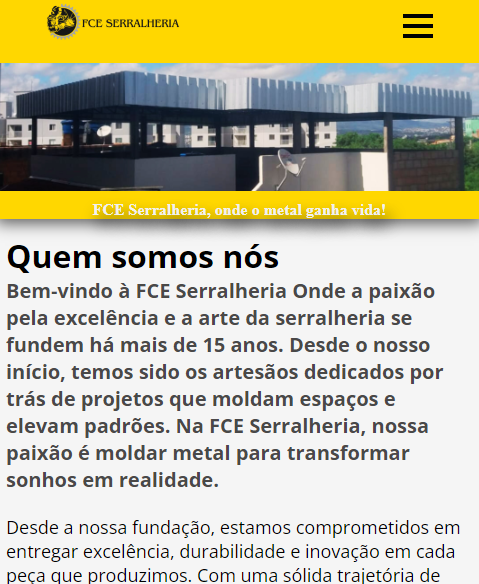 FCE SERRALHERIA
FCE Serralheria, onde o metal ganha vida!
Quem somos nós
Bem-vindo à FCE Serralheria Onde a paixão
pela excelência e a arte da serralheria se
fundem há mais de 15 anos. Desde o nosso
início, temos sido os artesãos dedicados por
trás de projetos que moldam espaços e
elevam padrões. Na FCE Serralheria, nossa
paixão é moldar metal para transformar
sonhos em realidade.
Desde a nossa fundação, estamos comprometidos em
entregar excelência, durabilidade e inovação em cada
peça que produzimos. Com uma sólida trajetória de